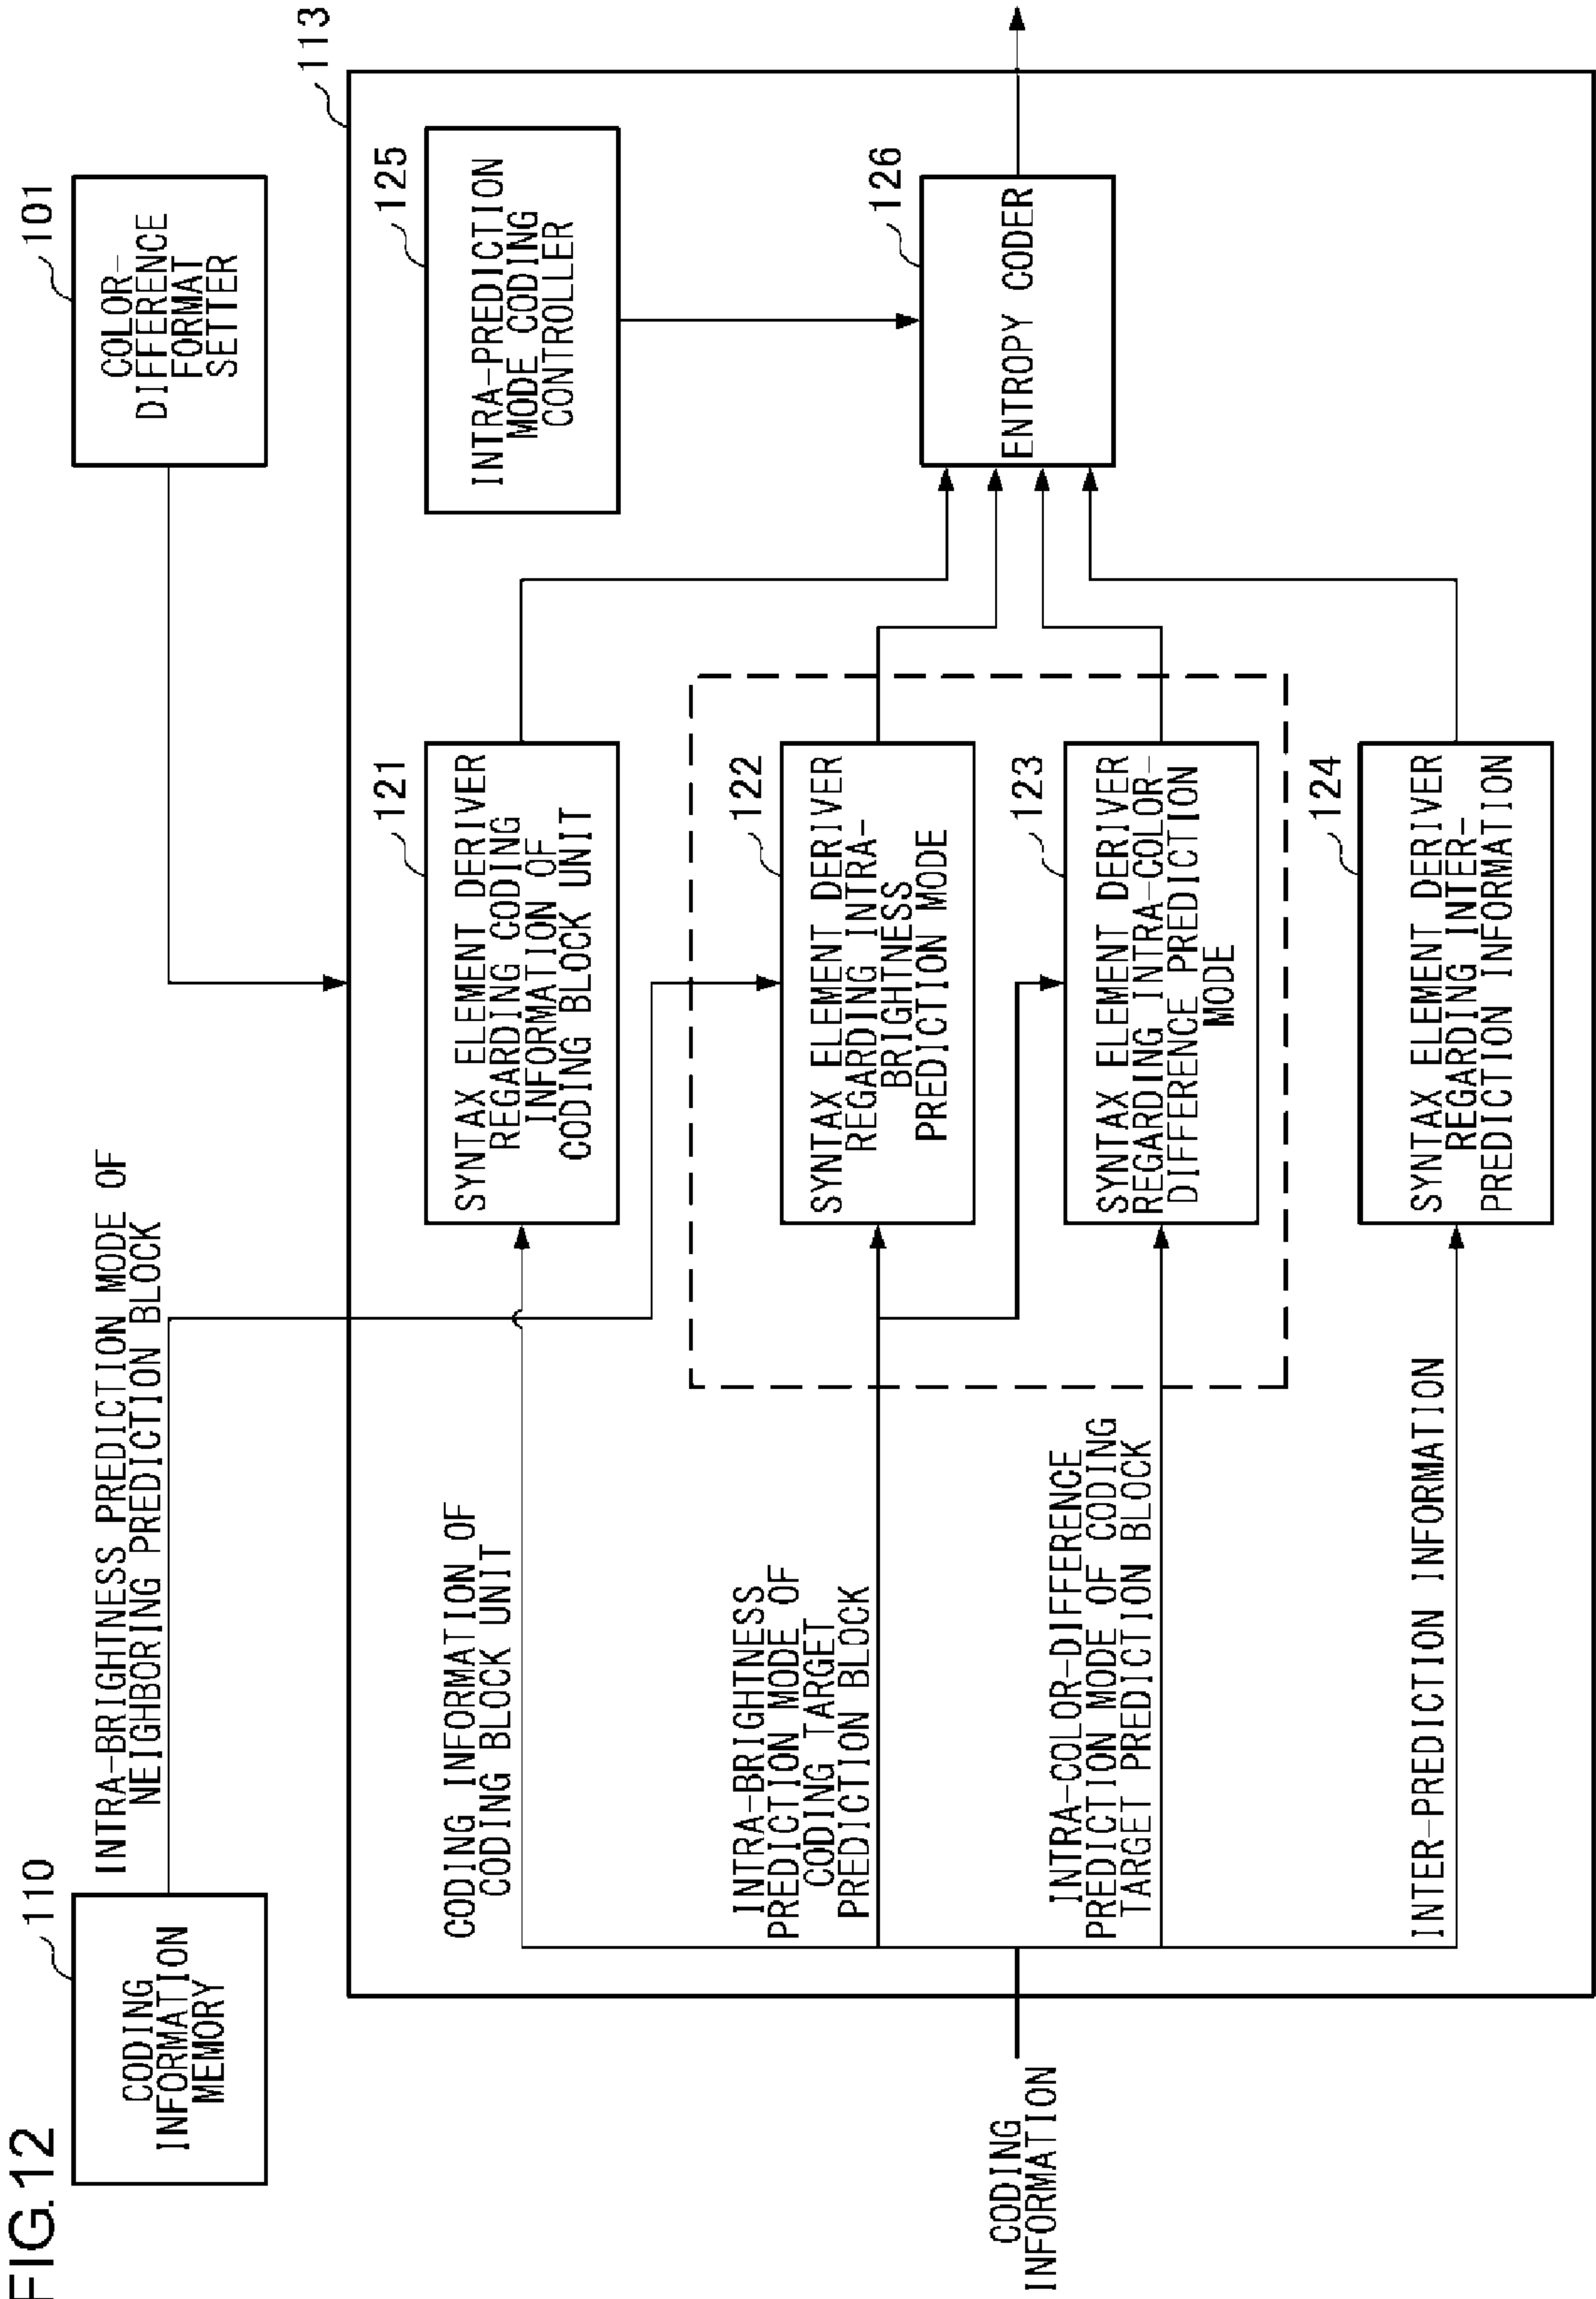 FIG.12
110
CODING
INFORMATION
MEMORY
INTRA-BRIGHTNESS PREDICTION MODE OF
NEIGHBORING PREDICTION BLOCK
101
COLOR-
DIFFERENCE
FORMAT
SETTER
113
CODING INFORMATION OF
CODING BLOCK UNIT
121
SYNTAX ELEMENT DERIVER
REGARDING CODING
INFORMATION OF
CODING BLOCK UNIT
125
INTRA-PREDICTION
MODE CODING
CONTROLLER
INTRA-BRIGHTNESS
PREDICTION MODE OF
CODING TARGET
PREDICTION BLOCK
122
SYNTAX ELEMENT DERIVER
REGARDING INTRA-
BRIGHTNESS
PREDICTION MODE
126
ENTROPY CODER
CODING
INFORMATION
INTRA-COLOR-DIFFERENCE
PREDICTION MODE OF CODING
TARGET PREDICTION BLOCK
123
SYNTAX ELEMENT DERIVER
REGARDING INTRA-COLOR-
DIFFERENCE PREDICTION
MODE
INTER-PREDICTION INFORMATION
124
SYNTAX ELEMENT DERIVER
REGARDING INTER-
PREDICTION INFORMATION